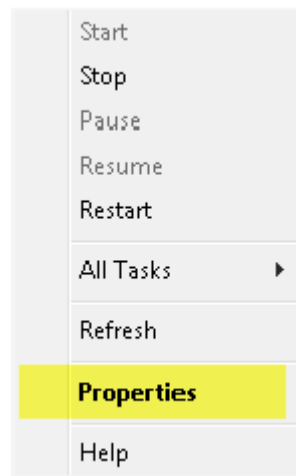 Start
Stop
Pause
Resume
Restart
All Tasks
Refresh
Properties
Help